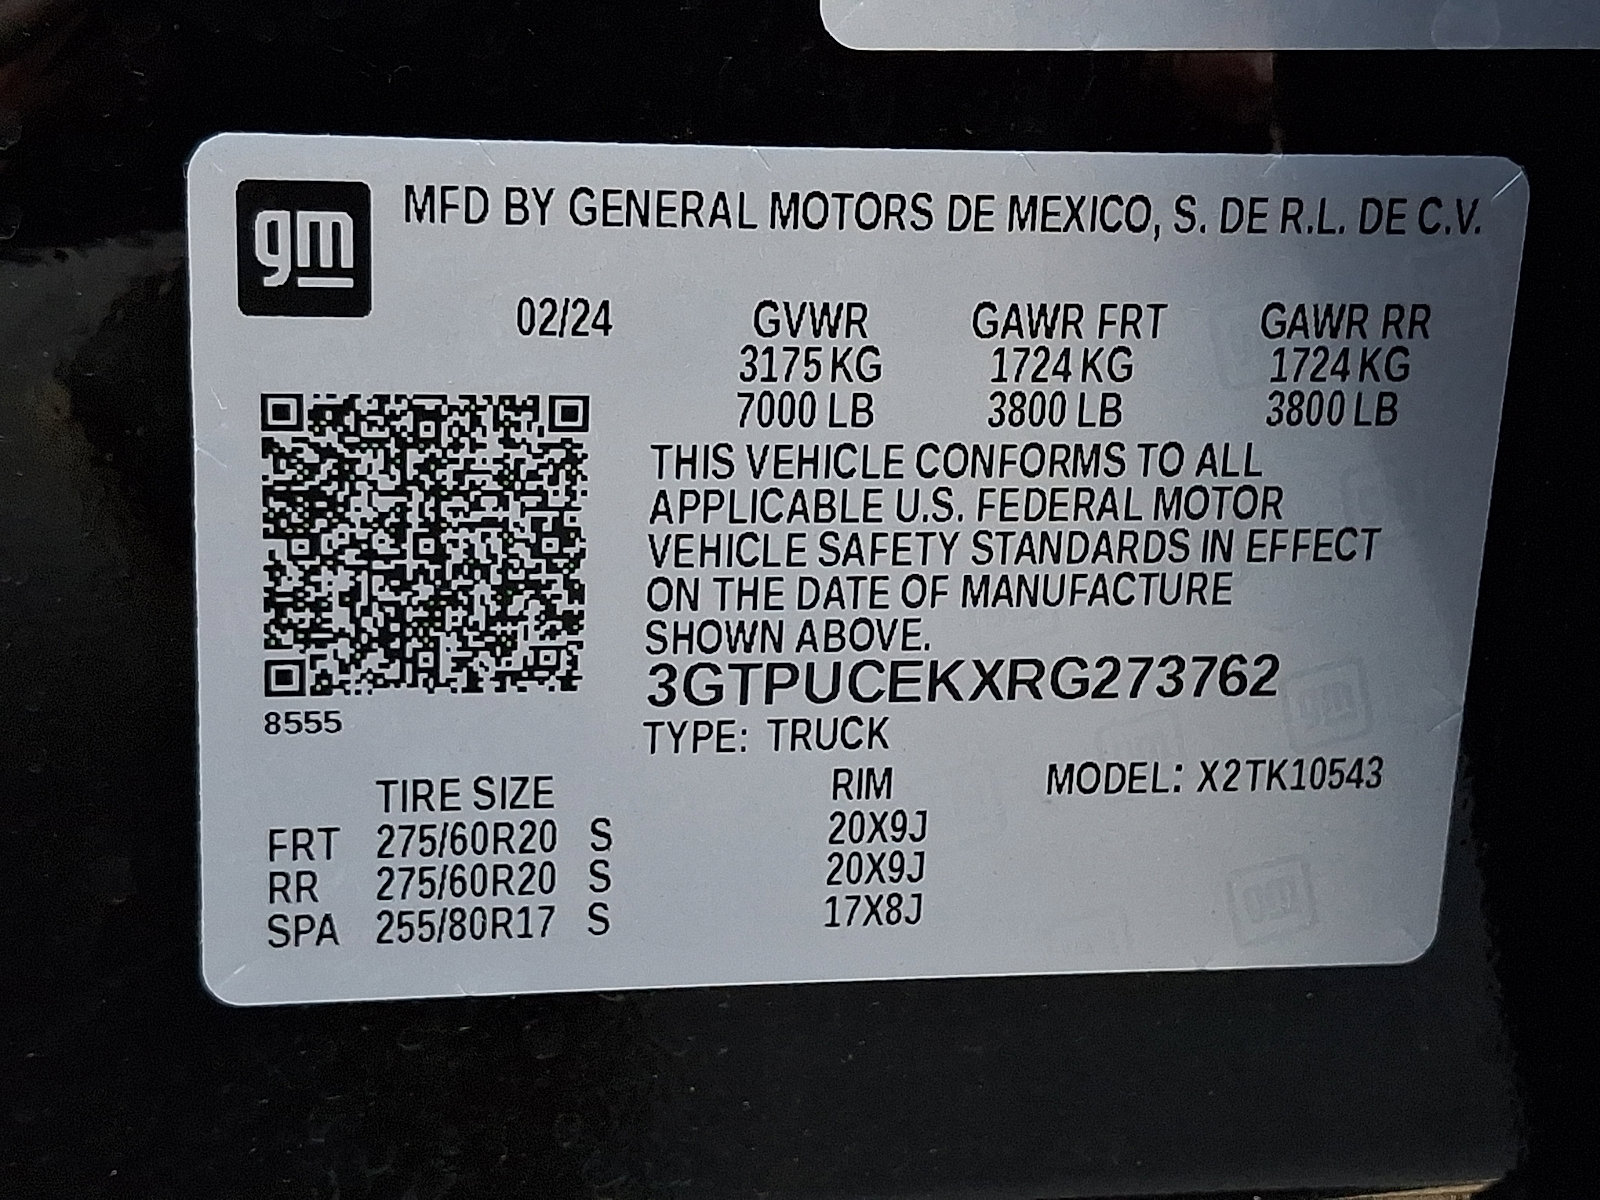 gm MFD BY GENERAL MOTORS DE MEXICO, S. DE R.L. DE C.V.
02/24 GVWR GAWR FRT GAWR RR
3175 KG 1724 KG 1724 KG
7000 LB 3800 LB 3800 LB
THIS VEHICLE CONFORMS TO ALL
APPLICABLE U.S. FEDERAL MOTOR
VEHICLE SAFETY STANDARDS IN EFFECT
ON THE DATE OF MANUFACTURE
SHOWN ABOVE.
3GTPUCEKXRG273762
8555
TYPE: TRUCK
TIRE SIZE RIM MODEL: X2TK10543
FRT 275/60R20 S 20X9J
RR 275/60R20 S 20X9J
SPA 255/80R17 S 17X8J